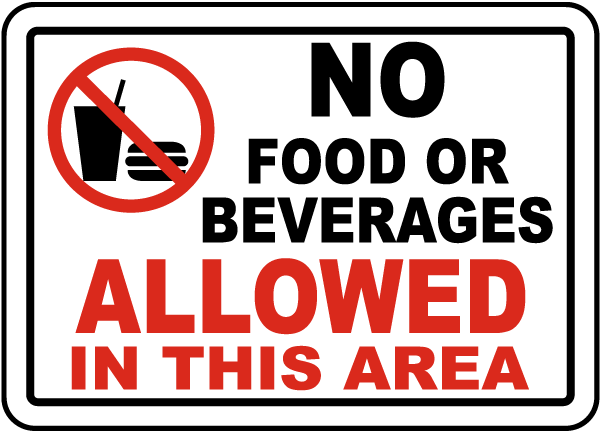 NO
FOOD OR
BEVERAGES
ALLOWED
IN THIS AREA